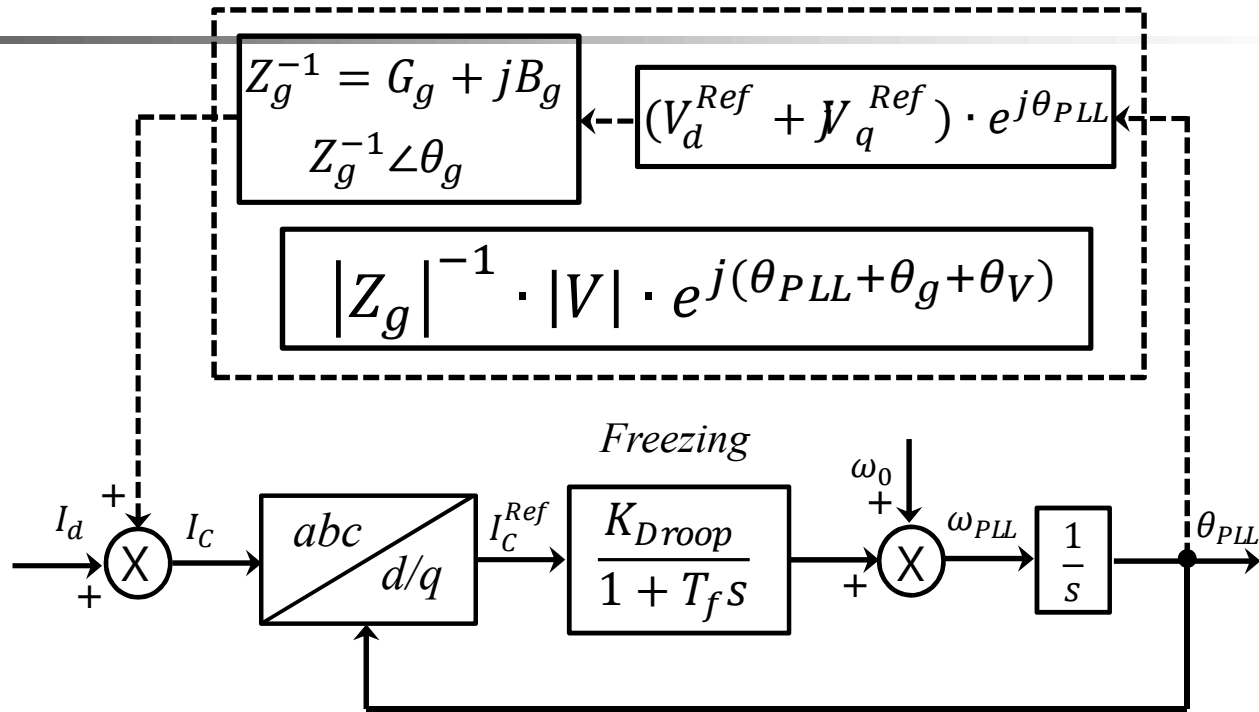 Z_g^{-1} = G_g + jB_g
Z_g^{-1}∠θ_g
(V_d^{Ref} + jV_q^{Ref}) · e^{jθ_{PLL}}
|Z_g|^{-1} · |V| · e^{j(θ_{PLL}+θ_g+θ_V)}
Freezing
I_d
+
+
X
I_C
abc
d/q
I_C^{Ref}
K_{Droop}
1 + T_f s
ω_0
+
+
X
ω_{PLL}
1
s
θ_{PLL}